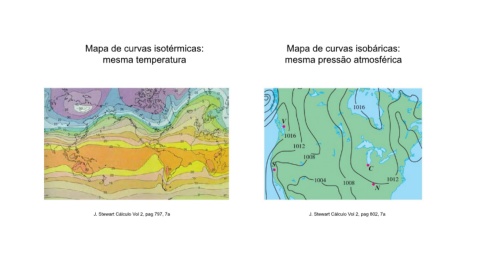 Mapa de curvas isotérmicas:
mesma temperatura
Mapa de curvas isobáricas:
mesma pressão atmosférica
1016
V
1016
1012
1008
1004
1008
C
N
1012
J. Stewart Cálculo Vol 2, pag 797, 7a
J. Stewart Cálculo Vol 2, pag 802, 7a